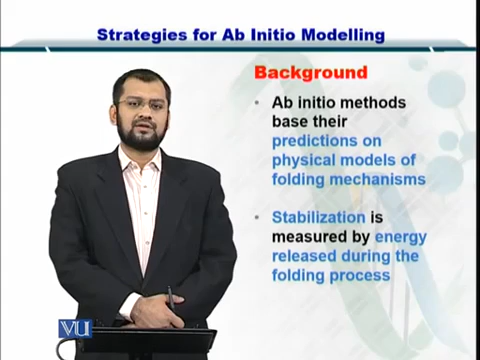 Strategies for Ab Initio Modelling
Background
• Ab initio methods
base their
predictions on
physical models of
folding mechanisms
• Stabilization is
measured by energy
released during the
folding process
VU